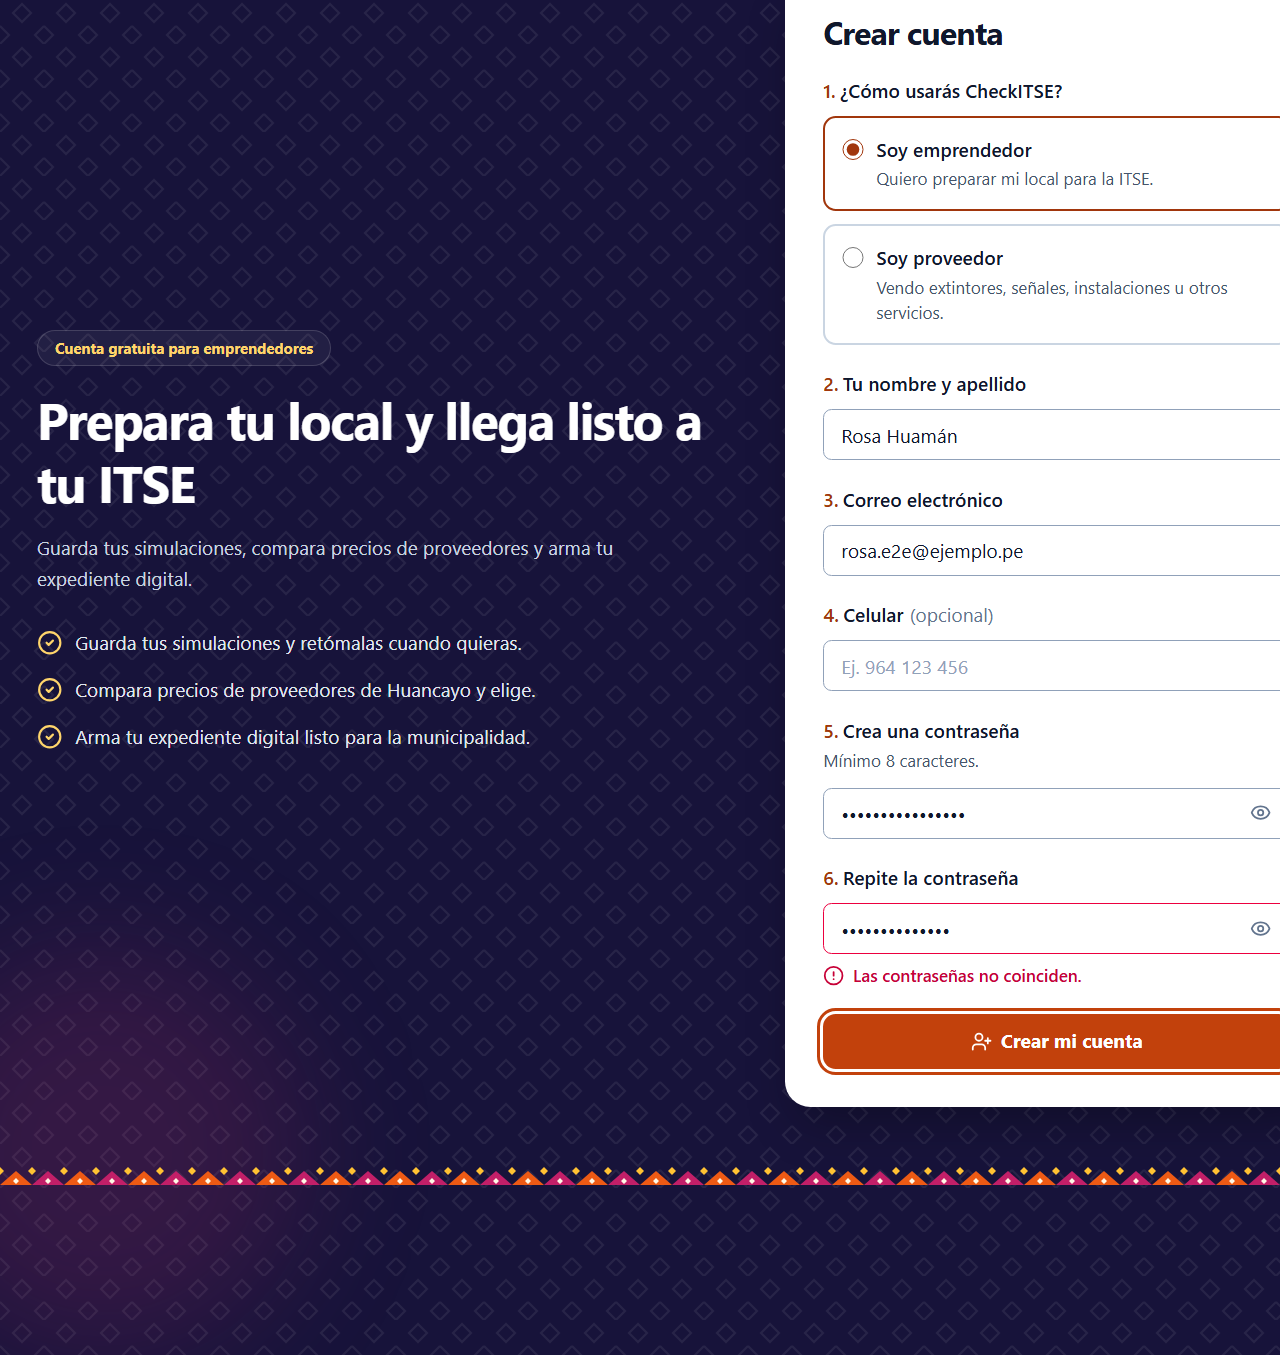 Cuenta gratuita para emprendedores
Prepara tu local y llega listo a
tu ITSE
Guarda tus simulaciones, compara precios de proveedores y arma tu
expediente digital.
Guarda tus simulaciones y retómalas cuando quieras.
Compara precios de proveedores de Huancayo y elige.
Arma tu expediente digital listo para la municipalidad.
Crear cuenta
1. ¿Cómo usarás CheckITSE?
Soy emprendedor
Quiero preparar mi local para la ITSE.
Soy proveedor
Vendo extintores, señales, instalaciones u otros
servicios.
2. Tu nombre y apellido
Rosa Huamán
3. Correo electrónico
rosa.e2e@ejemplo.pe
4. Celular (opcional)
Ej. 964 123 456
5. Crea una contraseña
Mínimo 8 caracteres.
••••••••••••••••
6. Repite la contraseña
••••••••••••••
Las contraseñas no coinciden.
Crear mi cuenta